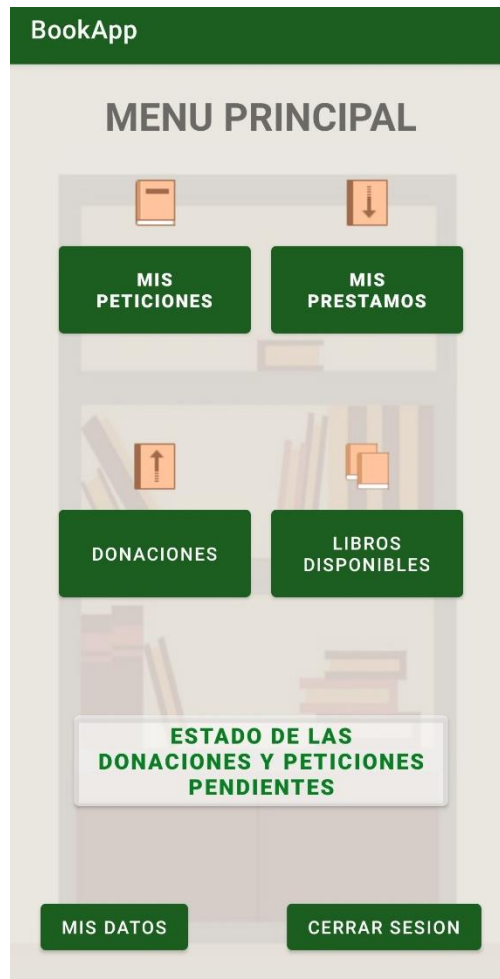 BookApp
MENU PRINCIPAL
MIS
PETICIONES
MIS
PRESTAMOS
DONACIONES
LIBROS
DISPONIBLES
ESTADO DE LAS
DONACIONES Y PETICIONES
PENDIENTES
MIS DATOS
CERRAR SESION